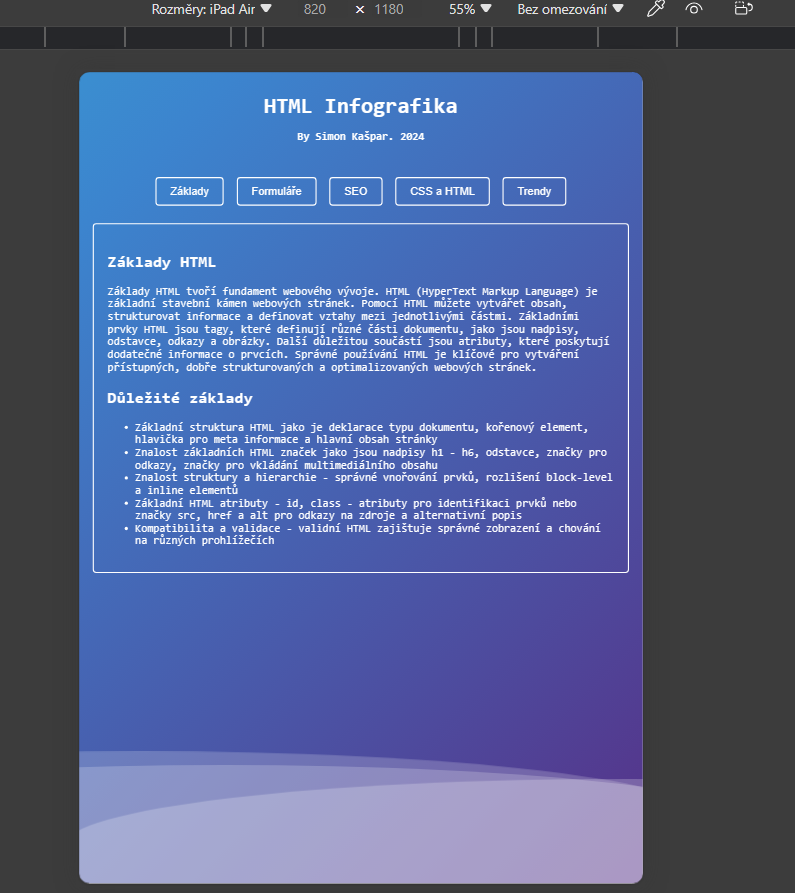 Rozměry: iPad Air 820 × 1180 55% Bez omezování
HTML Infografika
By Simon Kašpar. 2024
Základy Formuláře SEO CSS a HTML Trendy
Základy HTML
Základy HTML tvoří fundament webového vývoje. HTML (HyperText Markup Language) je
základní stavební kámen webových stránek. Pomocí HTML můžete vytvářet obsah,
strukturovat informace a definovat vztahy mezi jednotlivými částmi. Základními
prvky HTML jsou tagy, které definují různé části dokumentu, jako jsou nadpisy,
odstavce, odkazy a obrázky. Další důležitou součástí jsou atributy, které poskytují
dodatečné informace o prvcích. Správné používání HTML je klíčové pro vytváření
přístupných, dobře strukturovaných a optimalizovaných webových stránek.
Důležité základy
• Základní struktura HTML jako je deklarace typu dokumentu, kořenový element,
hlavička pro meta informace a hlavní obsah stránky
• Znalost základních HTML značek jako jsou nadpisy h1 - h6, odstavce, značky pro
odkazy, značky pro vkládání multimediálního obsahu
• Znalost struktury a hierarchie - správné vnořování prvků, rozlišení block-level
a inline elementů
• Základní HTML atributy - id, class - atributy pro identifikaci prvků nebo
značky src, href a alt pro odkazy na zdroje a alternativní popis
• Kompatibilita a validace - validní HTML zajištuje správné zobrazení a chování
na různých prohlížečích